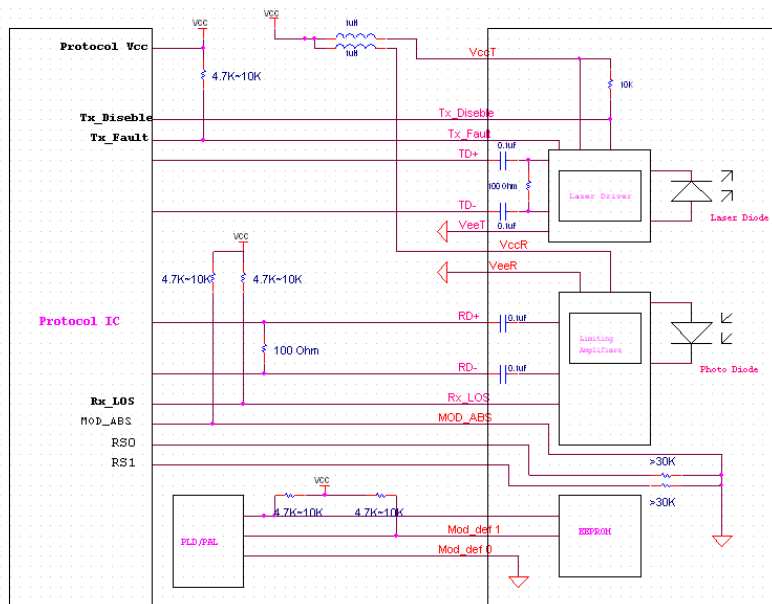 Vcc
Vcc
1uH
1uH
Protocol Vcc
VccT
4.7K~10K
10K
Tx_Diseble
Tx_Diseble
Tx_Fault
Tx_Fault
TD+
0.1uf
100 Ohm
Laser Driver
TD-
0.1uf
Laser Diode
VeeT
VccR
Vcc
VeeR
4.7K~10K
4.7K~10K
Protocol IC
RD+
0.1uf
Limiting
Amplifiers
100 Ohm
RD-
0.1uf
Photo Diode
Rx_LOS
Rx_LOS
MOD_ABS
MOD_ABS
RS0
RS1
>30K
>30K
Vcc
4.7K~10K
4.7K~10K
PLD/PAL
Mod_def 1
EEPROM
Mod_def 0